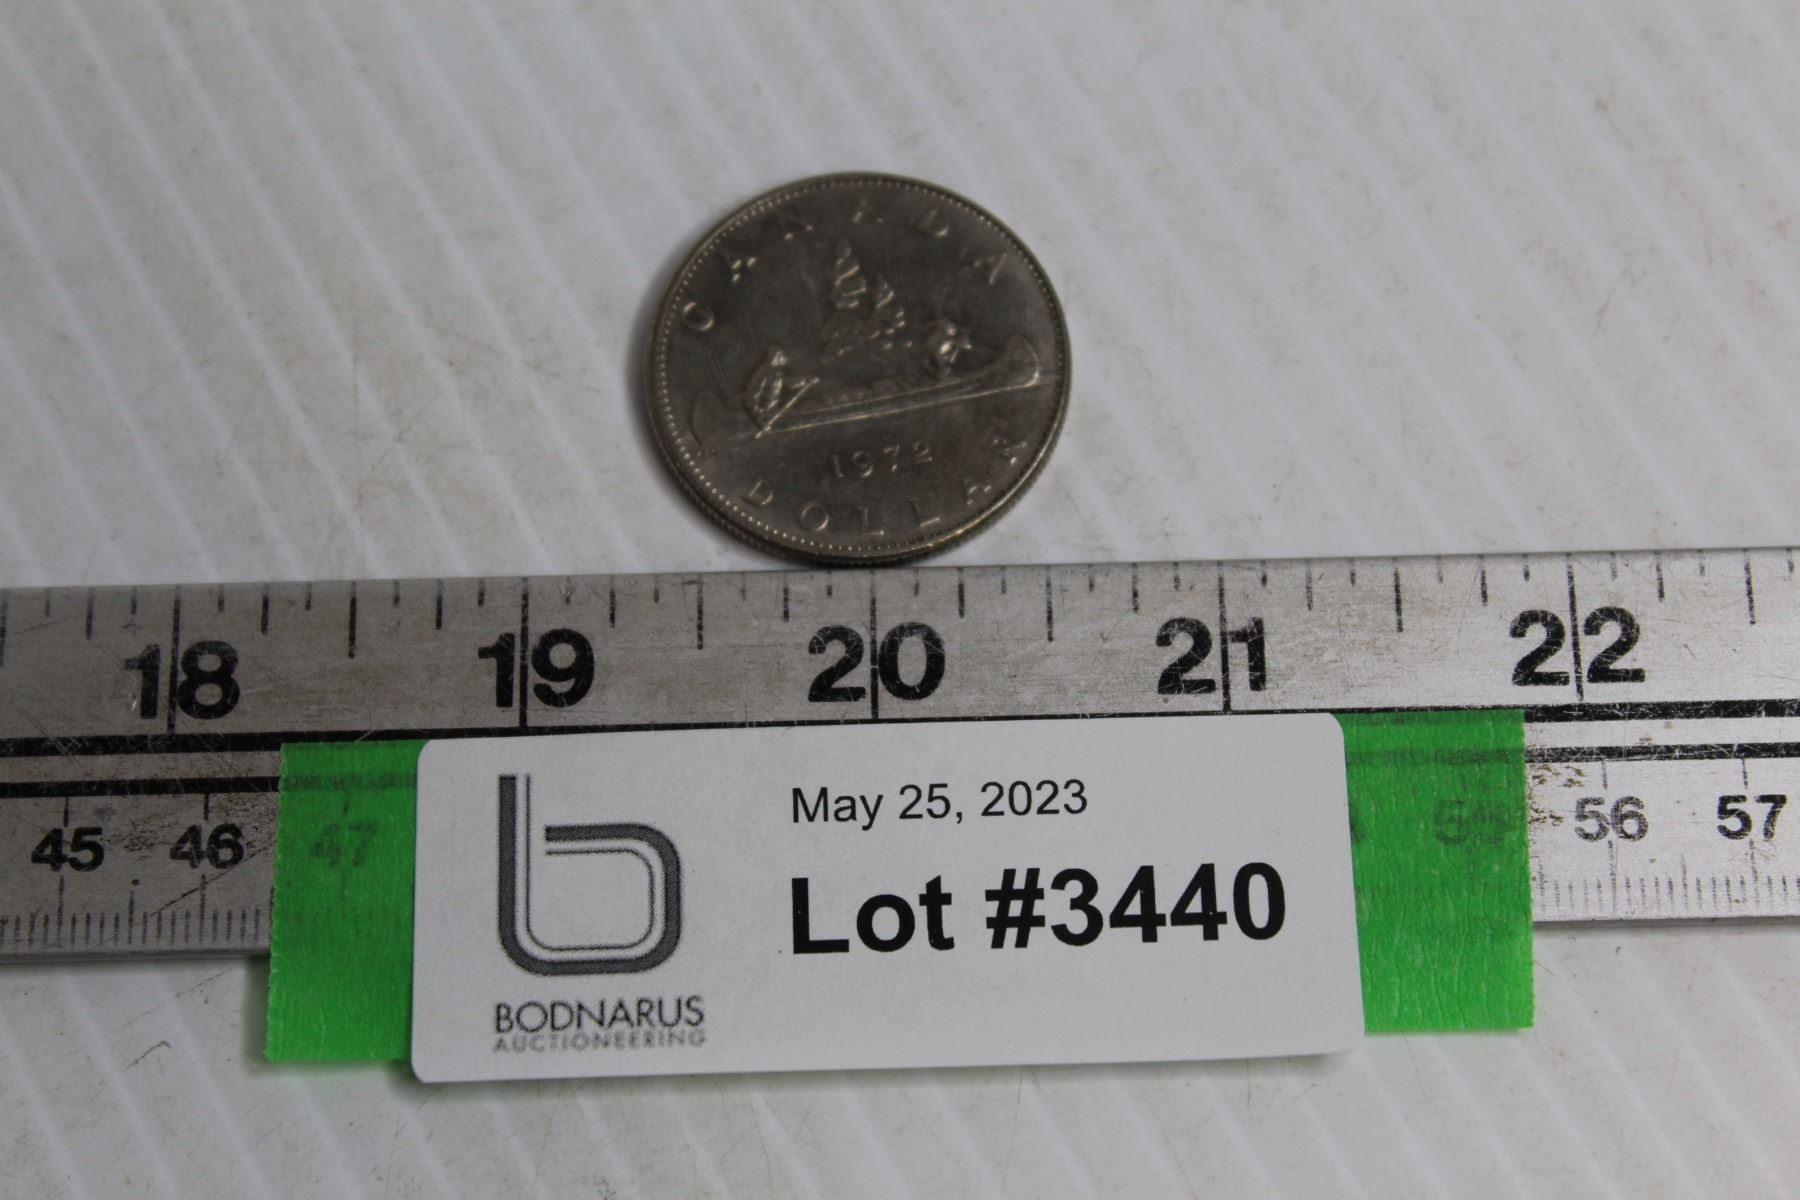 CANADA
1972
DOLLAR
18 19 20 21 22
45 46 47 56 57
May 25, 2023
Lot #3440
b
BODNARUS
AUCTIONEERING